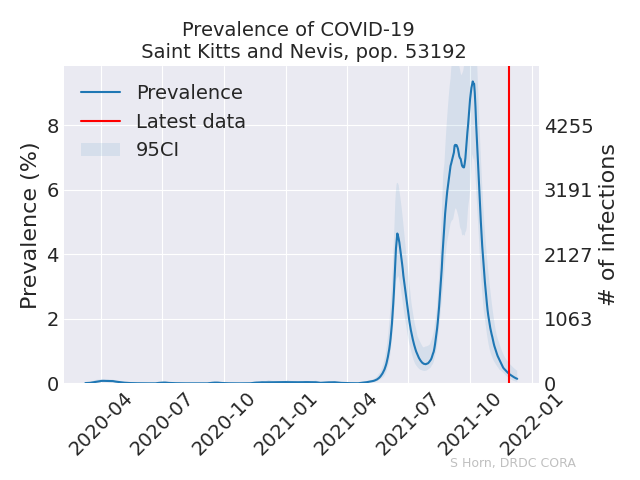 Prevalence of COVID-19
Saint Kitts and Nevis, pop. 53192
Prevalence
Latest data
95CI
Prevalence (%)
8
6
4
2
0
4255
3191
2127
1063
0
# of infections
2020-04
2020-07
2020-10
2021-01
2021-04
2021-07
2021-10
2022-01
S Horn, DRDC CORA